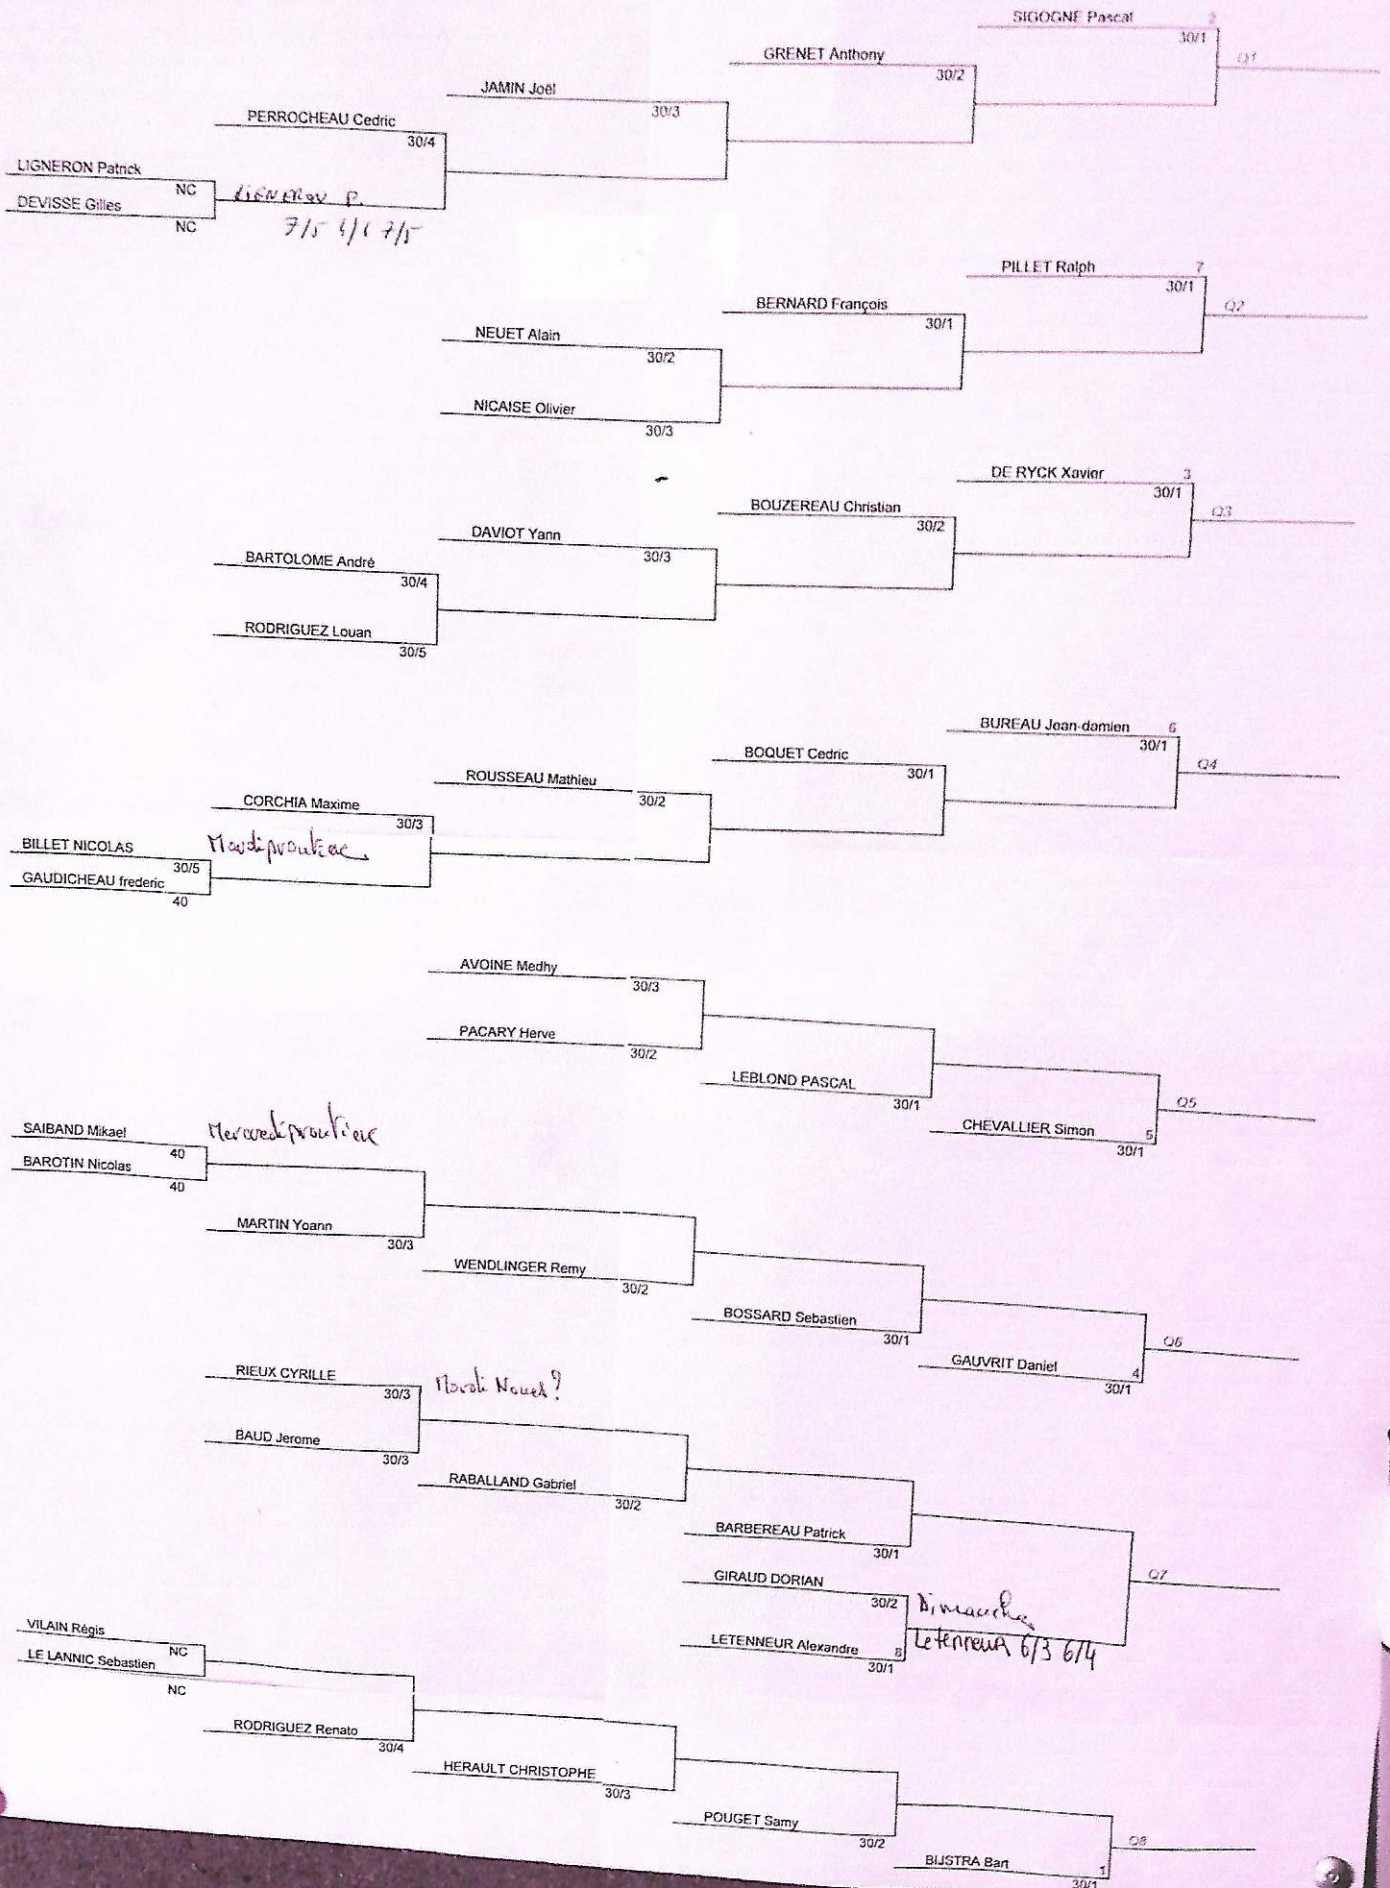 SIGOGNE Pascal 2
30/1
Q1
GRENET Anthony
30/2
JAMIN Joël
30/3
PERROCHEAU Cedric
30/4
LIGNERON Patrick
NC
DEVISSE Gilles
NC
LIGNERON P.
7/5 7/5
PILLET Ralph 7
30/1
Q2
BERNARD François
30/1
NEUET Alain
30/2
NICAISE Olivier
30/3
DE RYCK Xavier 3
30/1
Q3
BOUZEREAU Christian
30/2
DAVIOT Yann
30/3
BARTOLOME André
30/4
RODRIGUEZ Louan
30/5
BUREAU Jean-damien 6
30/1
Q4
BOQUET Cedric
30/1
ROUSSEAU Mathieu
30/2
CORCHIA Maxime
30/3
BILLET NICOLAS
30/5
GAUDICHEAU frederic
40
AVOINE Medhy
30/3
PACARY Herve
30/2
LEBLOND PASCAL
30/1
CHEVALLIER Simon 5
30/1
Q5
SAIBAND Mikael
40
BAROTIN Nicolas
40
MARTIN Yoann
30/3
WENDLINGER Remy
30/2
BOSSARD Sebastien
30/1
GAUVRIT Daniel 4
30/1
Q6
RIEUX CYRILLE
30/3
BAUD Jerome
30/3
RABALLAND Gabriel
30/2
BARBEREAU Patrick
30/1
GIRAUD DORIAN
30/2
Dimanche
LETENNEUR Alexandre 8
30/1
Letenneur 6/3 6/4
Q7
VILAIN Régis
NC
LE LANNIC Sebastien
NC
RODRIGUEZ Renato
30/4
HERAULT CHRISTOPHE
30/3
POUGET Samy
30/2
BIJSTRA Bart 1
30/1
Q8